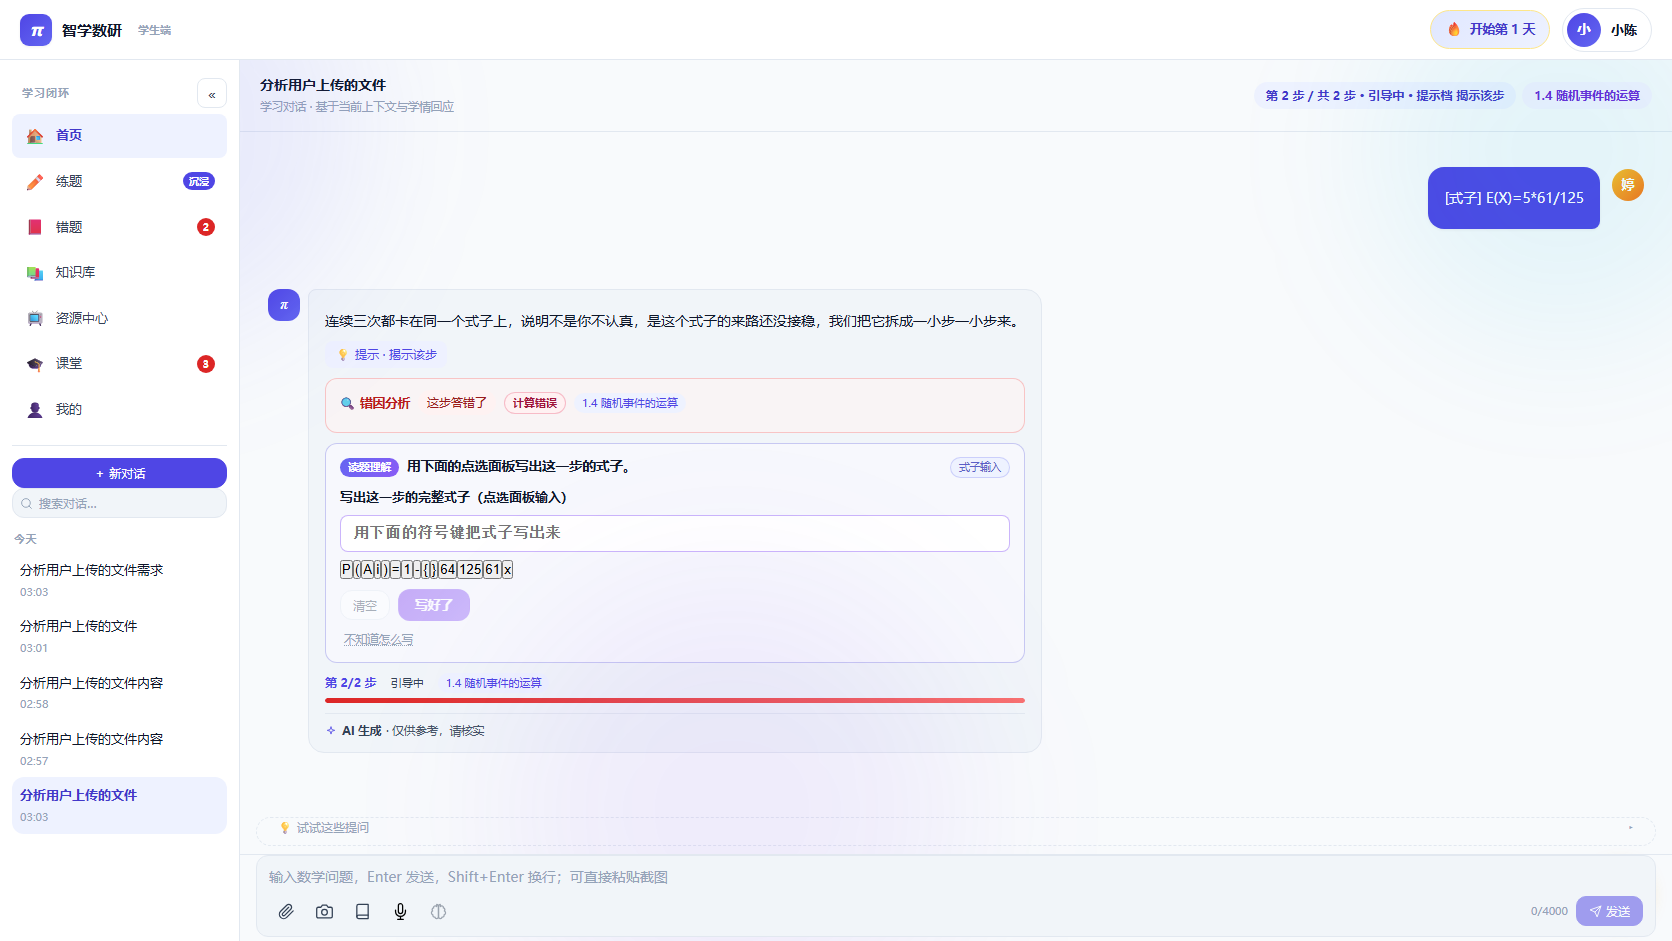 π 智学数研 学生端
🔥 开始第 1 天
小 小陈
学习闭环 «
首页
练题 沉浸
错题 2
知识库
资源中心
课堂 3
我的
+ 新对话
搜索对话...
今天
分析用户上传的文件需求
03:03
分析用户上传的文件
03:01
分析用户上传的文件内容
02:58
分析用户上传的文件内容
02:57
分析用户上传的文件
03:03
分析用户上传的文件
学习对话 · 基于当前上下文与学情回应
第 2 步 / 共 2 步 • 引导中 • 提示档 揭示该步
1.4 随机事件的运算
[式子] E(X)=5*61/125
婷
π
连续三次都卡在同一个式子上，说明不是你不认真，是这个式子的来路还没接稳，我们把它拆成一小步一小步来。
💡 提示 · 揭示该步
🔍 错因分析 这步答错了 计算错误 1.4 随机事件的运算
读题理解 用下面的点选面板写出这一步的式子。 式子输入
写出这一步的完整式子（点选面板输入）
用下面的符号键把式子写出来
P ( A i ) = 1 - { } 64 125 61 x
清空 写好了
不知道怎么写
第 2/2 步 引导中 1.4 随机事件的运算
AI 生成 · 仅供参考，请核实
💡 试试这些提问
输入数学问题，Enter 发送，Shift+Enter 换行；可直接粘贴截图
0/4000 发送